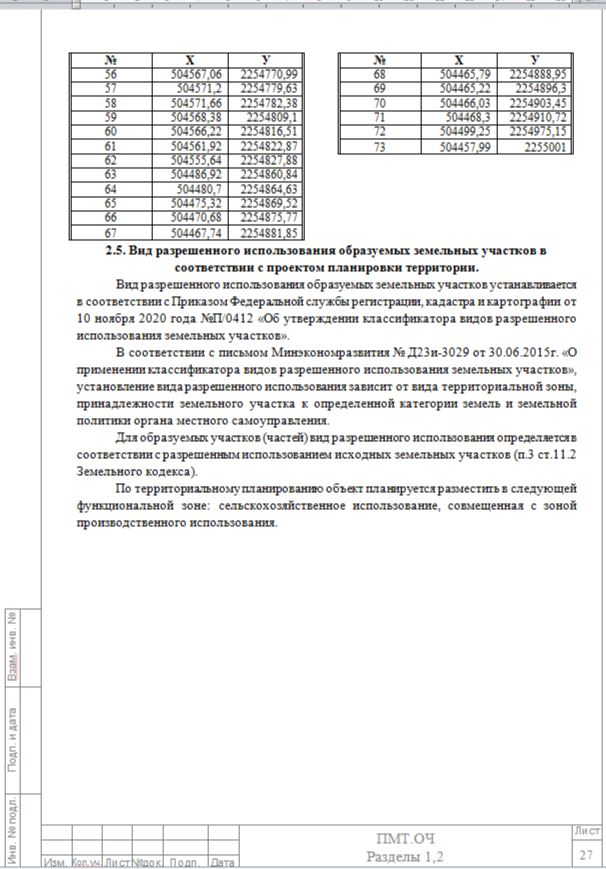 № X У
56 504567,06 2254770,99
57 504571,2 2254779,63
58 504571,66 2254782,38
59 504568,38 2254809,1
60 504566,22 2254816,51
61 504561,92 2254822,87
62 504555,64 2254827,88
63 504486,92 2254860,84
64 504480,7 2254864,63
65 504475,32 2254869,52
66 504470,68 2254875,77
67 504467,74 2254881,85
№ X У
68 504465,79 2254888,95
69 504465,22 2254896,3
70 504466,03 2254903,45
71 504468,3 2254910,72
72 504499,25 2254975,15
73 504457,99 2255001
2.5. Вид разрешенного использования образуемых земельных участков в
соответствии с проектом планировки территории.
Вид разрешенного использования образуемых земельных участков устанавливается
в соответствии с Приказом Федеральной службы регистрации, кадастра и картографии от
10 ноября 2020 года №П/0412 «Об утверждении классификатора видов разрешенного
использования земельных участков».
В соответствии с письмом Минэкономразвития № Д23и-3029 от 30.06.2015г. «О
применении классификатора видов разрешенного использования земельных участков»,
установление вида разрешенного использования зависит от вида территориальной зоны,
принадлежности земельного участка к определенной категории земель и земельной
политики органа местного самоуправления.
Для образуемых участков (частей) вид разрешенного использования определяется в
соответствии с разрешенным использованием исходных земельных участков (п.3 ст.11.2
Земельного кодекса).
По территориальному планированию объект планируется разместить в следующей
функциональной зоне: сельскохозяйственное использование, совмещенная с зоной
производственного использования.
Взам. инв. №
Подп. и дата
Инв. № подл.
Изм. Кол.уч. Лист №док. Подп. Дата
ПМТ.ОЧ
Разделы 1,2
Лист
27